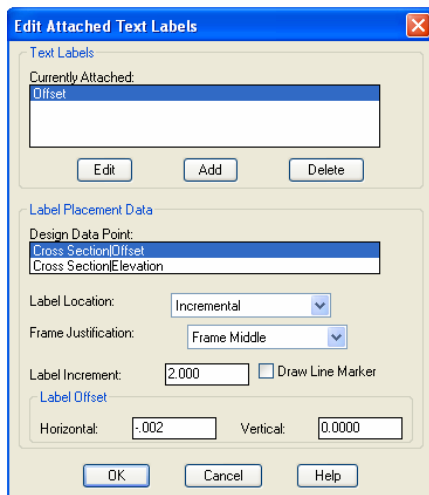 Edit Attached Text Labels
Text Labels
Currently Attached:
Offset
Edit Add Delete
Label Placement Data
Design Data Point:
Cross Section|Offset
Cross Section|Elevation
Label Location: Incremental
Frame Justification: Frame Middle
Label Increment: 2.000 Draw Line Marker
Label Offset
Horizontal: -.002 Vertical: 0.0000
OK Cancel Help